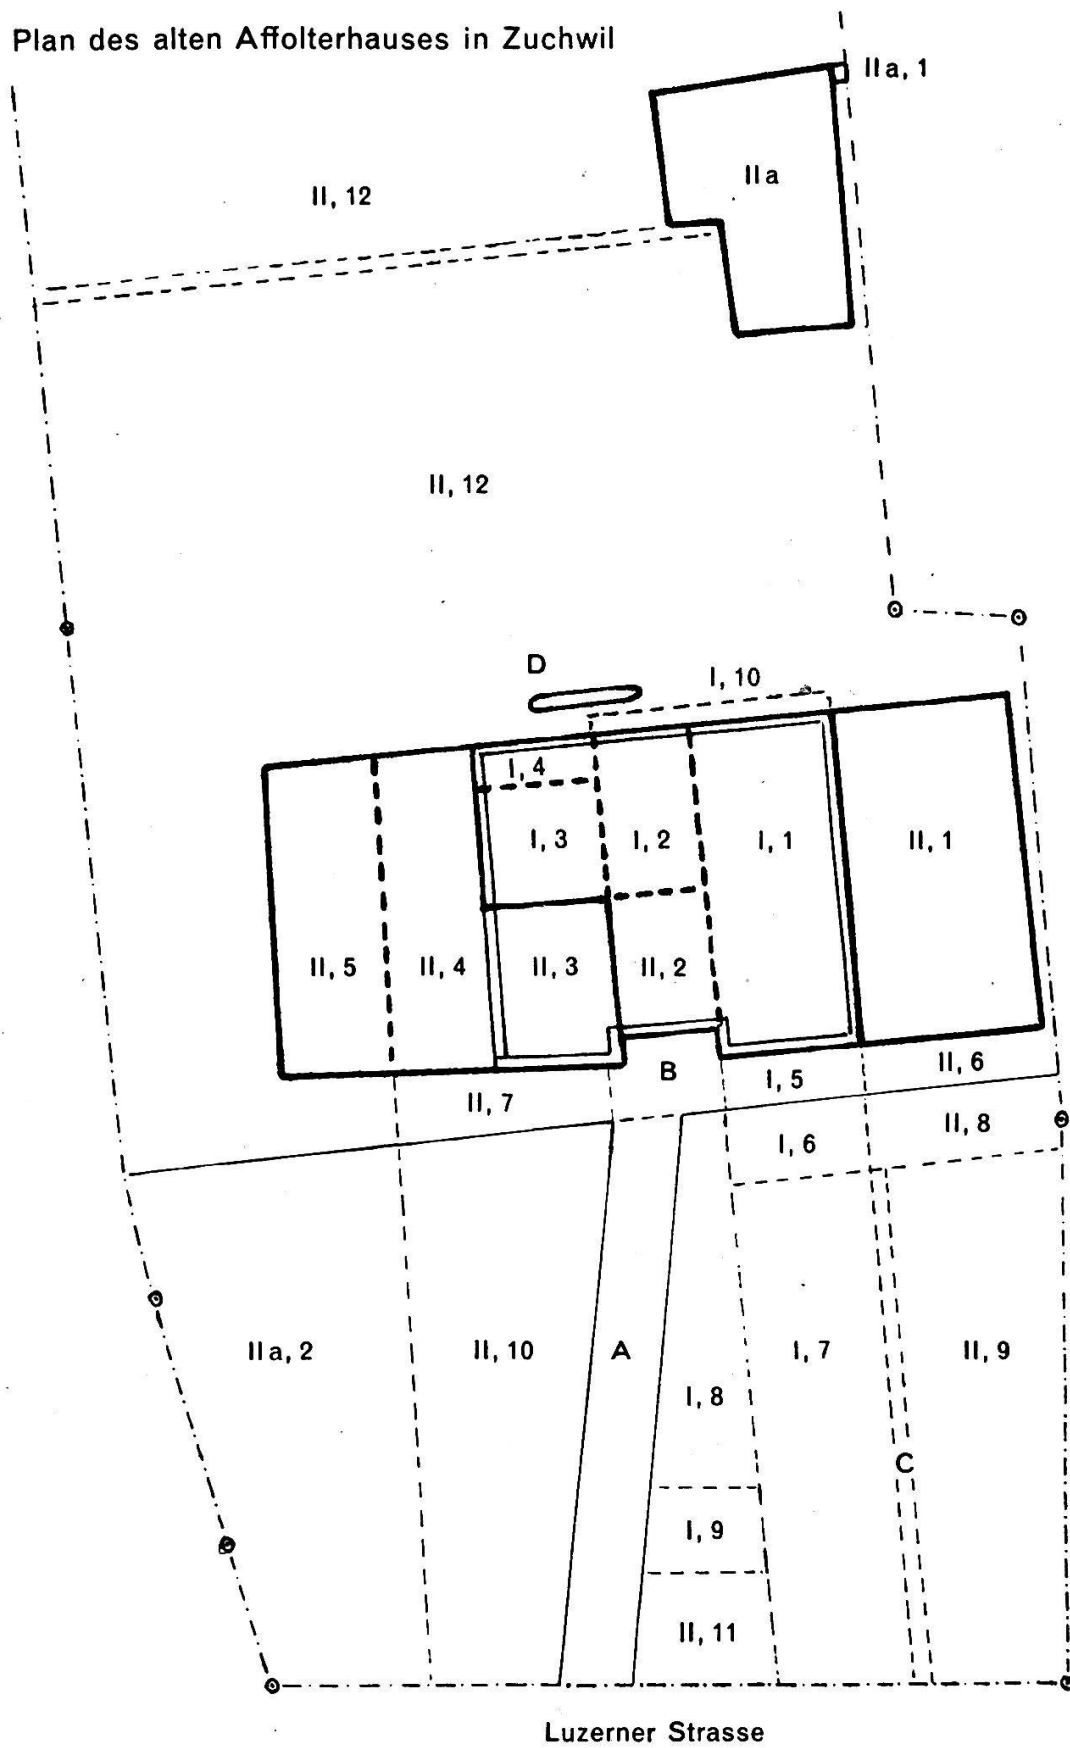 Plan des alten Affolterhauses in Zuchwil
IIa, 1
IIa
II, 12
II, 12
D
I, 10
I, 4
I, 3
I, 2
I, 1
II, 1
II, 5
II, 4
II, 3
II, 2
B
I, 5
II, 6
II, 7
I, 6
II, 8
IIa, 2
II, 10
A
I, 7
II, 9
I, 8
C
I, 9
II, 11
Luzerner Strasse